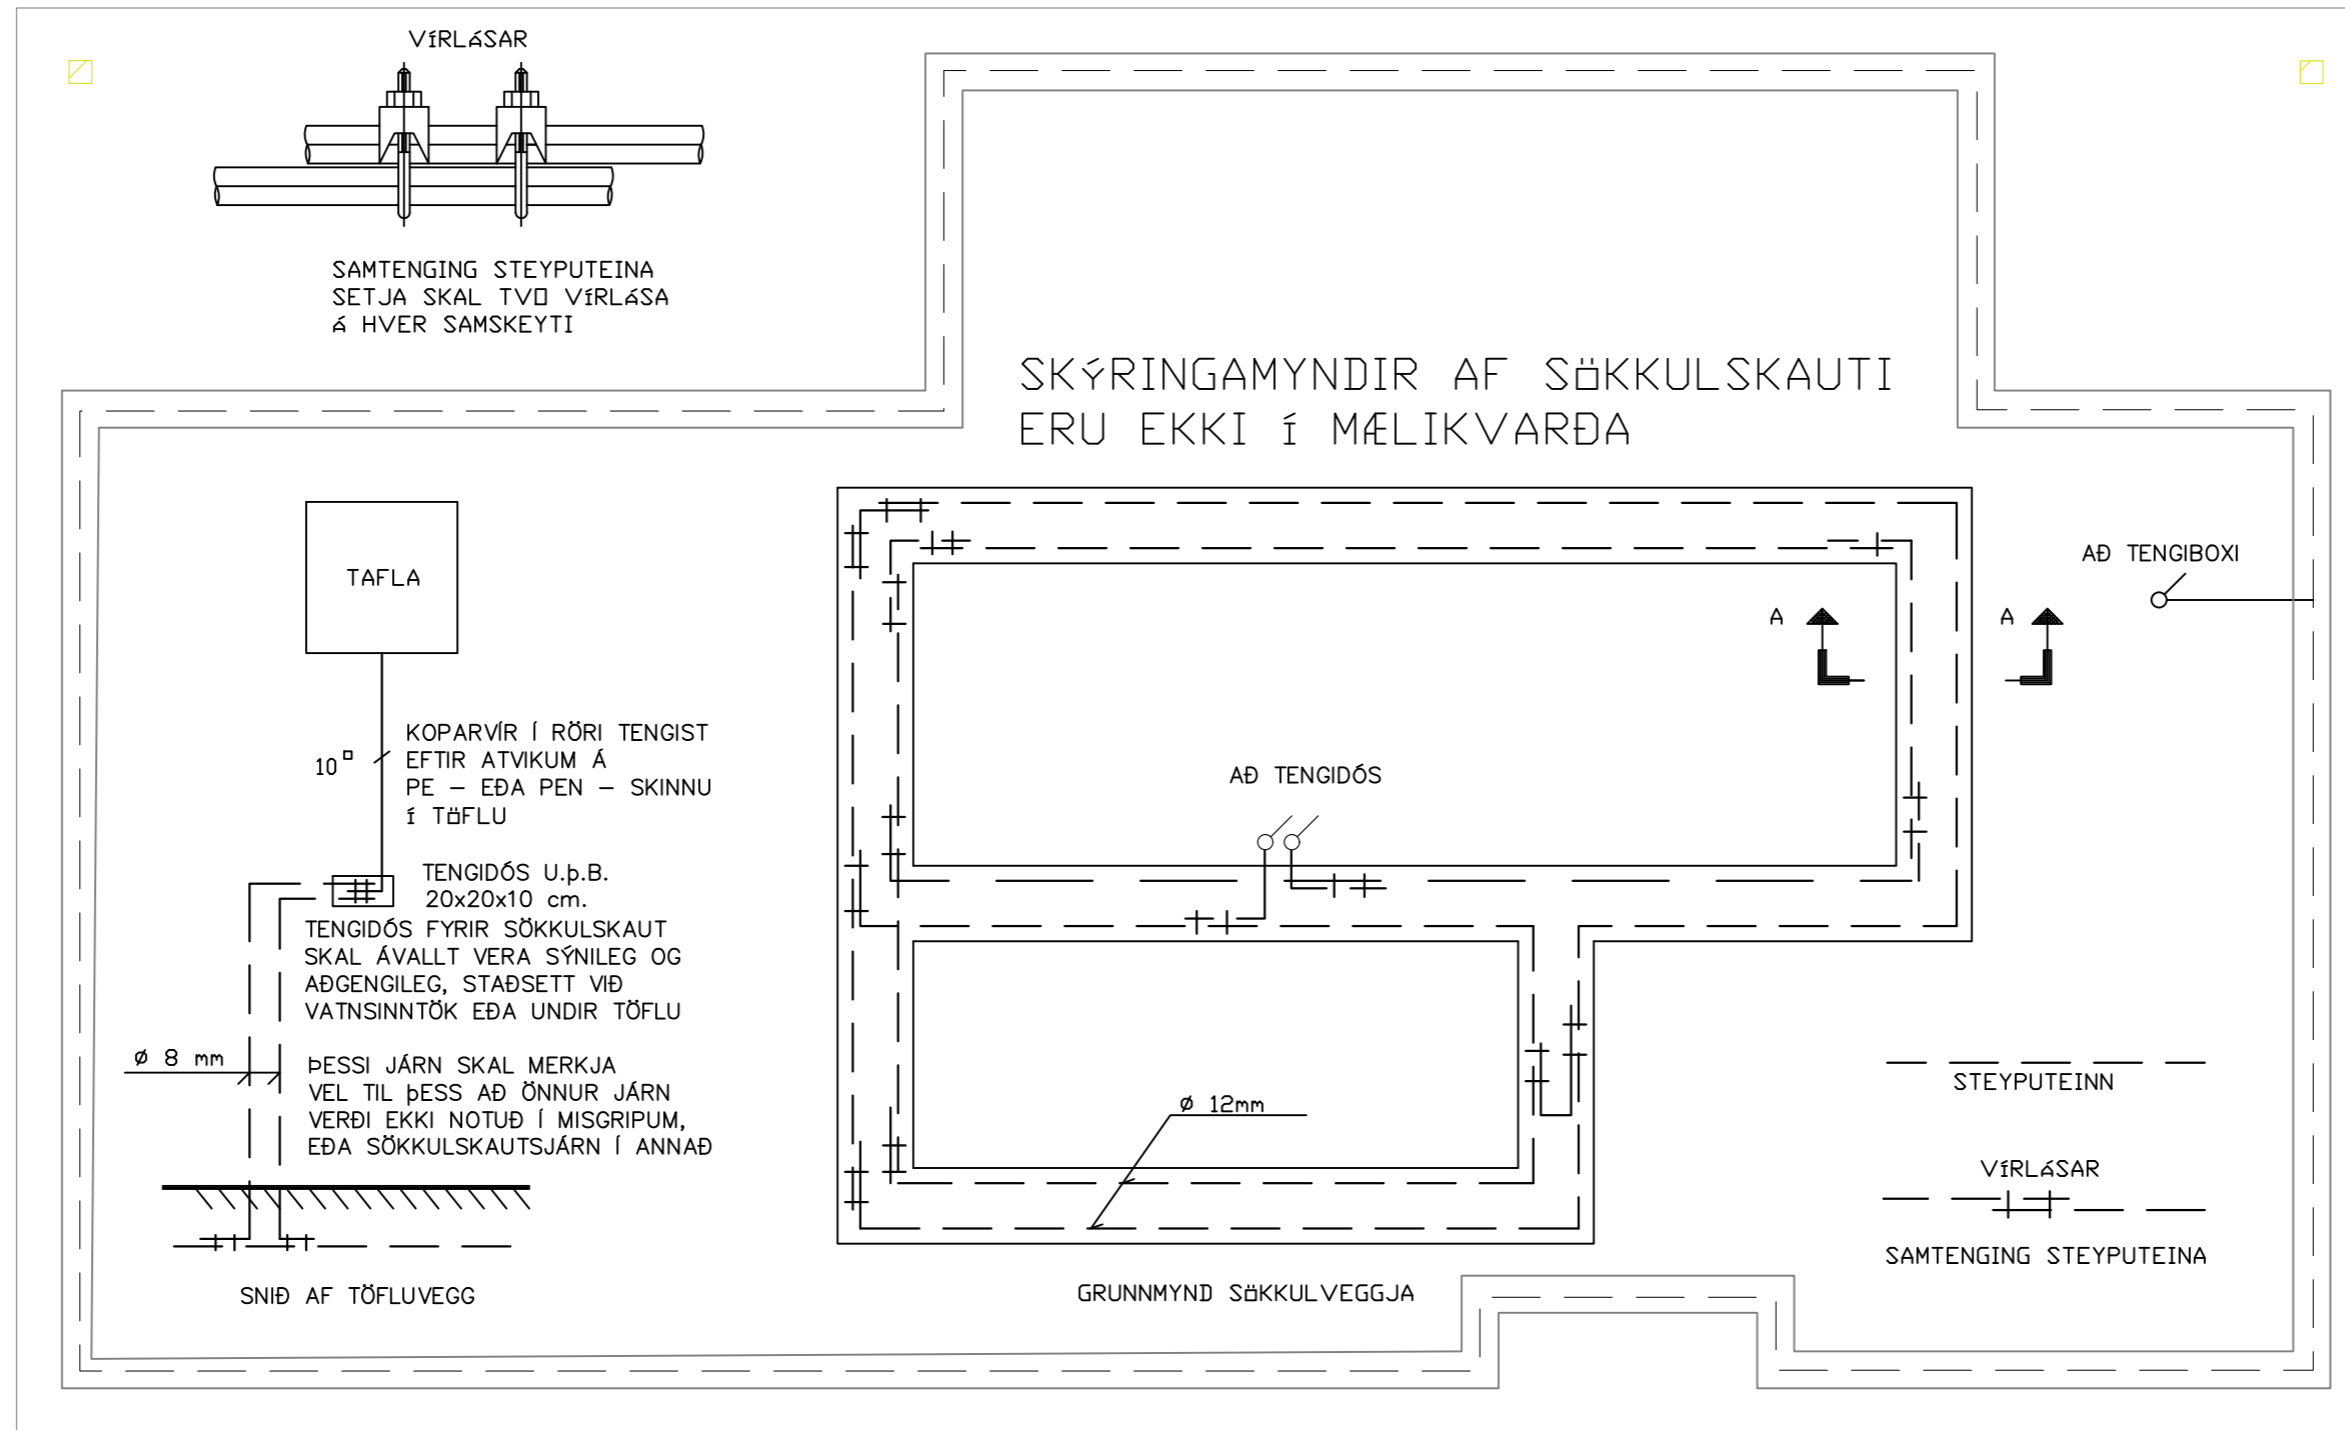 VÍRLÁSAR
SAMTENGING STEYPUTEINA
SETJA SKAL TVO VÍRLÁSA
Á HVER SAMSKEYTI
SKÝRINGAMYNDIR AF SÖKKULSKAUTI
ERU EKKI Í MÆLIKVARÐA
TAFLA
10□
KOPARVÍR Í RÖRI TENGIST
EFTIR ATVIKUM Á
PE – EÐA PEN – SKINNU
Í TÖFLU
TENGIDÓS U.þ.B.
20x20x10 cm.
TENGIDÓS FYRIR SÖKKULSKAUT
SKAL ÁVALLT VERA SÝNILEG OG
AÐGENGILEG, STAÐSETT VIÐ
VATNSINNTÖK EÐA UNDIR TÖFLU
Ø 8 mm
ÞESSI JÁRN SKAL MERKJA
VEL TIL þESS AÐ ÖNNUR JÁRN
VERÐI EKKI NOTUÐ Í MISGRIPUM,
EÐA SÖKKULSKAUTSJÁRN Í ANNAÐ
SNIÐ AF TÖFLUVEGG
AÐ TENGIDÓS
A
A
AÐ TENGIBOXI
Ø 12mm
GRUNNMYND SÖKKULVEGGJA
STEYPUTEINN
VÍRLÁSAR
SAMTENGING STEYPUTEINA